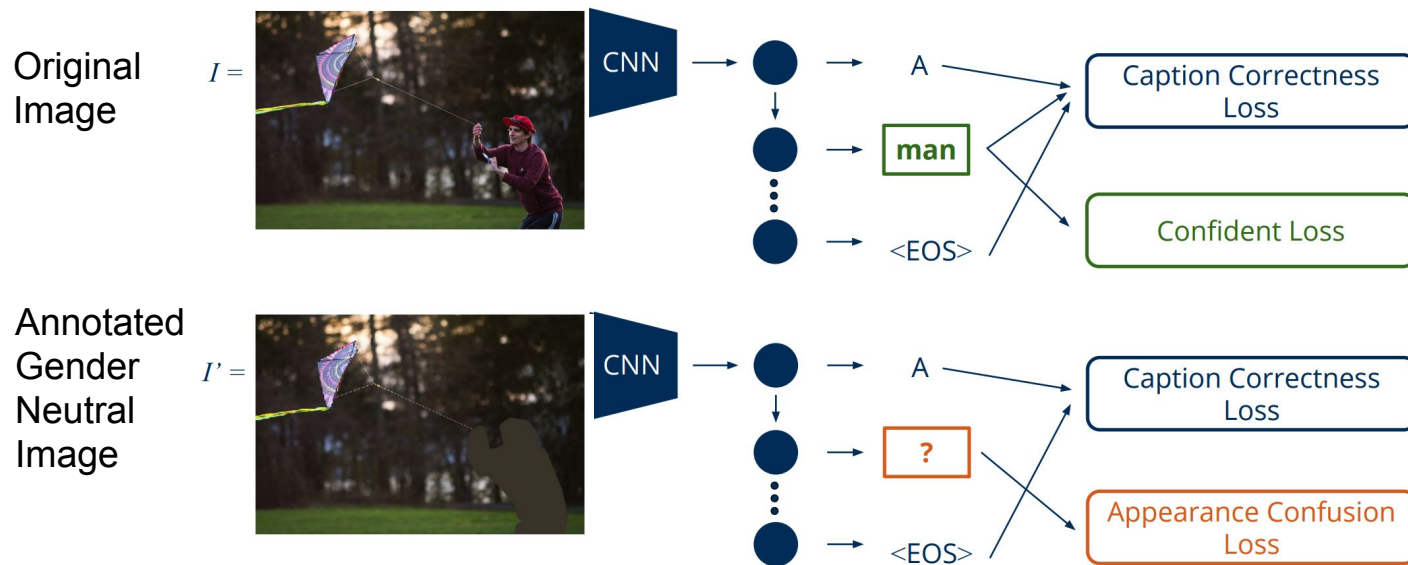 Original
Image
I =
CNN
A
man
<EOS>
Caption Correctness
Loss
Confident Loss
Annotated
Gender
Neutral
Image
I’ =
CNN
A
?
<EOS>
Caption Correctness
Loss
Appearance Confusion
Loss